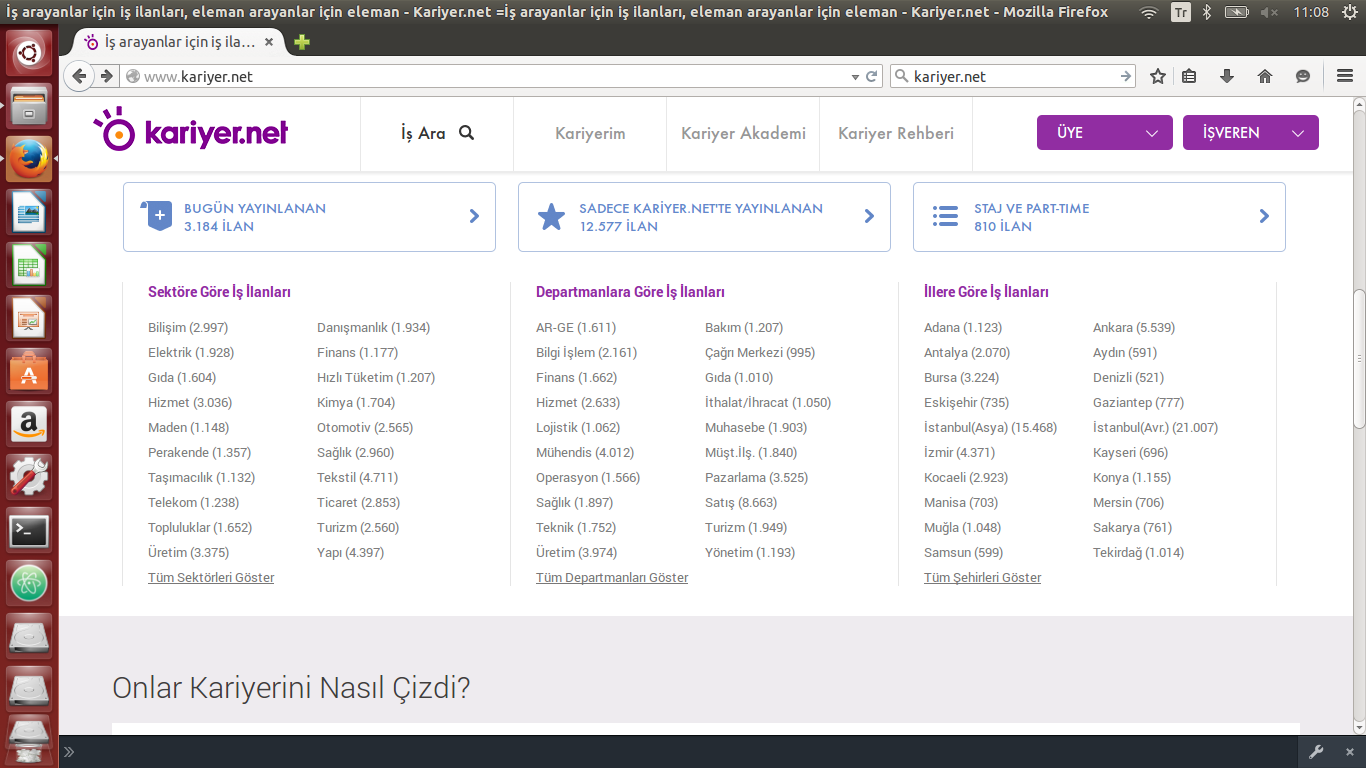 İş arayanlar için iş ilanları, eleman arayanlar için eleman - Kariyer.net =İş arayanlar için iş ilanları, eleman arayanlar için eleman - Kariyer.net - Mozilla Firefox
Tr
11:08
İş arayanlar için iş ila...
www.kariyer.net
kariyer.net
kariyer.net
İş Ara
Kariyerim
Kariyer Akademi
Kariyer Rehberi
ÜYE
İŞVEREN
BUGÜN YAYINLANAN
3.184 İLAN
SADECE KARİYER.NET'TE YAYINLANAN
12.577 İLAN
STAJ VE PART-TIME
810 İLAN
Sektöre Göre İş İlanları
Bilişim (2.997) Danışmanlık (1.934)
Elektrik (1.928) Finans (1.177)
Gıda (1.604) Hızlı Tüketim (1.207)
Hizmet (3.036) Kimya (1.704)
Maden (1.148) Otomotiv (2.565)
Perakende (1.357) Sağlık (2.960)
Taşımacılık (1.132) Tekstil (4.711)
Telekom (1.238) Ticaret (2.853)
Topluluklar (1.652) Turizm (2.560)
Üretim (3.375) Yapı (4.397)
Tüm Sektörleri Göster
Departmanlara Göre İş İlanları
AR-GE (1.611) Bakım (1.207)
Bilgi İşlem (2.161) Çağrı Merkezi (995)
Finans (1.662) Gıda (1.010)
Hizmet (2.633) İthalat/İhracat (1.050)
Lojistik (1.062) Muhasebe (1.903)
Mühendis (4.012) Müşt.İlş. (1.840)
Operasyon (1.566) Pazarlama (3.525)
Sağlık (1.897) Satış (8.663)
Teknik (1.752) Turizm (1.949)
Üretim (3.974) Yönetim (1.193)
Tüm Departmanları Göster
İllere Göre İş İlanları
Adana (1.123) Ankara (5.539)
Antalya (2.070) Aydın (591)
Bursa (3.224) Denizli (521)
Eskişehir (735) Gaziantep (777)
İstanbul(Asya) (15.468) İstanbul(Avr.) (21.007)
İzmir (4.371) Kayseri (696)
Kocaeli (2.923) Konya (1.155)
Manisa (703) Mersin (706)
Muğla (1.048) Sakarya (761)
Samsun (599) Tekirdağ (1.014)
Tüm Şehirleri Göster
Onlar Kariyerini Nasıl Çizdi?